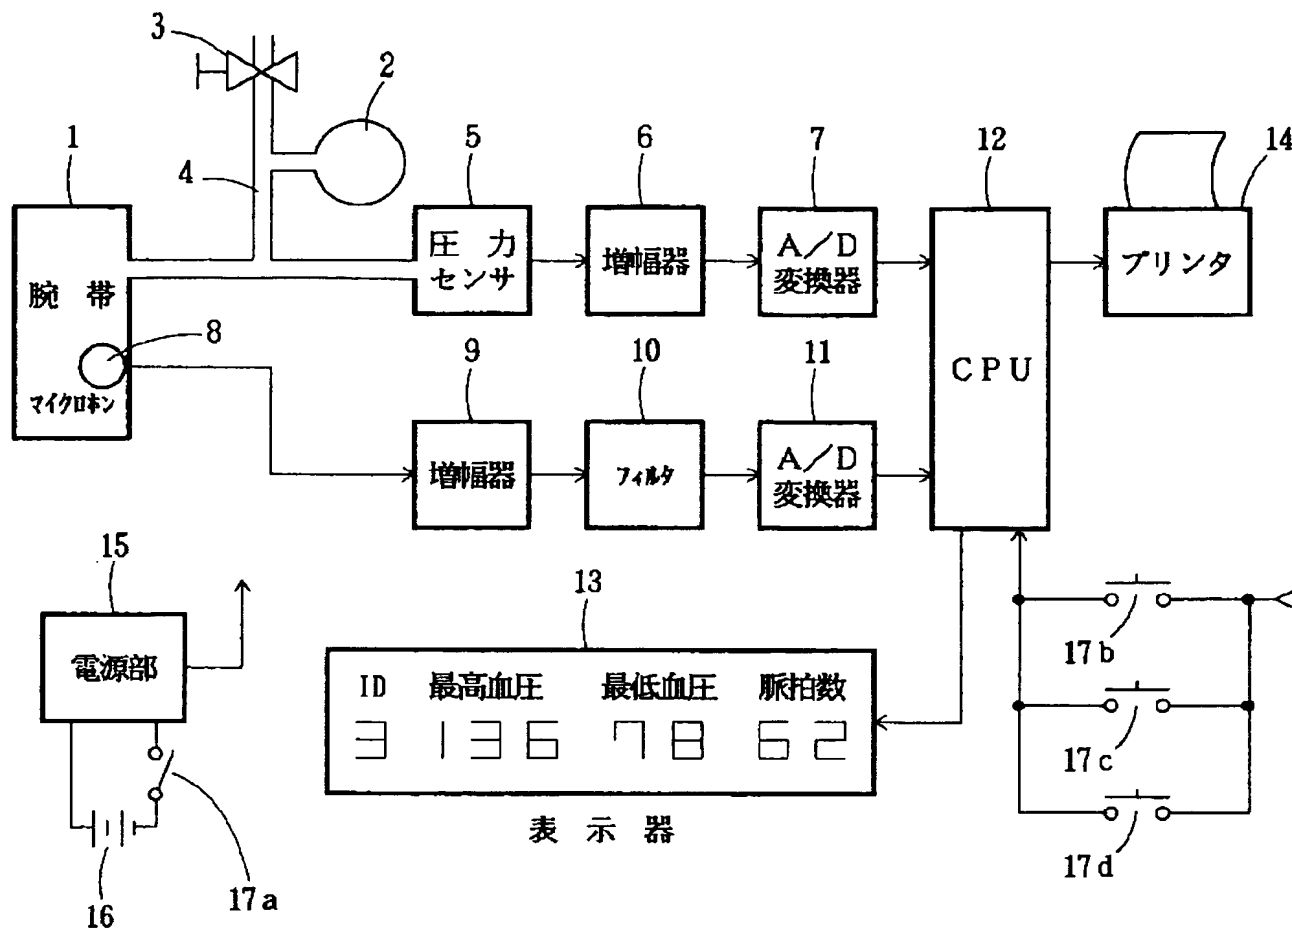 3
2
1
4
5
6
7
12
14
圧 力
センサ
増幅器
A／D
変換器
プリンタ
腕 帯
8
マイクロホン
9
10
11
CPU
増幅器
フィルタ
A／D
変換器
15
電源部
13
ID 最高血圧 最低血圧 脈拍数
3 136 78 62
表 示 器
16
17a
17b
17c
17d